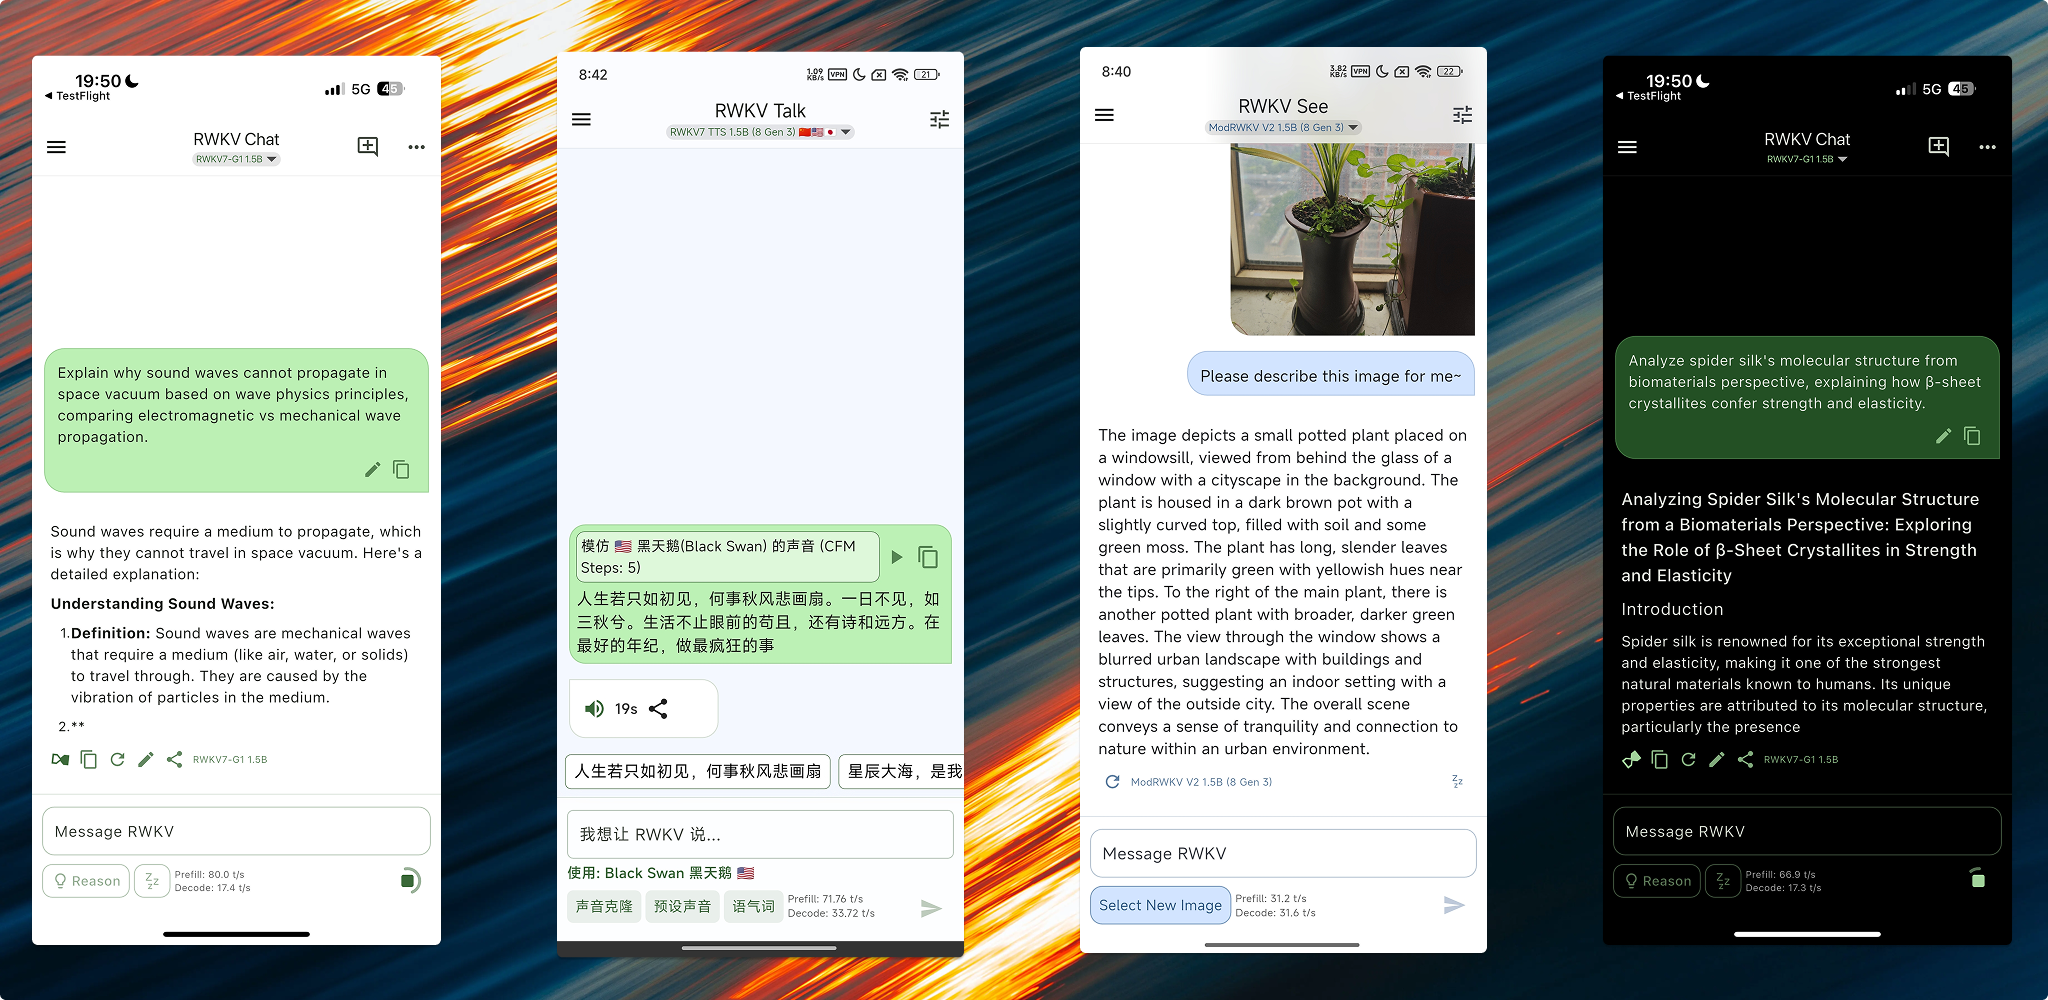 19:50
5G 45
◀ TestFlight
RWKV Chat
RWKV7-G1 1.5B
Explain why sound waves cannot propagate in
space vacuum based on wave physics principles,
comparing electromagnetic vs mechanical wave
propagation.
Sound waves require a medium to propagate, which
is why they cannot travel in space vacuum. Here's a
detailed explanation:
Understanding Sound Waves:
1. Definition: Sound waves are mechanical waves
that require a medium (like air, water, or solids)
to travel through. They are caused by the
vibration of particles in the medium.
2. **
RWKV7-G1 1.5B
Message RWKV
Reason
Zzz
Prefill: 80.0 t/s
Decode: 17.4 t/s
8:42
1.09
KB/s
VPN
21
RWKV Talk
RWKV7 TTS 1.5B (8 Gen 3) 🇨🇳🇺🇸🇯🇵
模仿 🇺🇸 黑天鹅(Black Swan) 的声音 (CFM
Steps: 5)
人生若只如初见，何事秋风悲画扇。一日不见，如
三秋兮。生活不止眼前的苟且，还有诗和远方。在
最好的年纪，做最疯狂的事
19s
人生若只如初见，何事秋风悲画扇
星辰大海，是我
我想让 RWKV 说...
使用: Black Swan 黑天鹅 🇺🇸
声音克隆
预设声音
语气词
Prefill: 71.76 t/s
Decode: 33.72 t/s
8:40
3.82
KB/s
VPN
22
RWKV See
ModRWKV V2 1.5B (8 Gen 3)
Please describe this image for me~
The image depicts a small potted plant placed on
a windowsill, viewed from behind the glass of a
window with a cityscape in the background. The
plant is housed in a dark brown pot with a
slightly curved top, filled with soil and some
green moss. The plant has long, slender leaves
that are primarily green with yellowish hues near
the tips. To the right of the main plant, there is
another potted plant with broader, darker green
leaves. The view through the window shows a
blurred urban landscape with buildings and
structures, suggesting an indoor setting with a
view of the outside city. The overall scene
conveys a sense of tranquility and connection to
nature within an urban environment.
ModRWKV V2 1.5B (8 Gen 3)
Zzz
Message RWKV
Select New Image
Prefill: 31.2 t/s
Decode: 31.6 t/s
19:50
5G 45
◀ TestFlight
RWKV Chat
RWKV7-G1 1.5B
Analyze spider silk's molecular structure from
biomaterials perspective, explaining how β-sheet
crystallites confer strength and elasticity.
Analyzing Spider Silk's Molecular Structure
from a Biomaterials Perspective: Exploring
the Role of β-Sheet Crystallites in Strength
and Elasticity
Introduction
Spider silk is renowned for its exceptional strength
and elasticity, making it one of the strongest
natural materials known to humans. Its unique
properties are attributed to its molecular structure,
particularly the presence
RWKV7-G1 1.5B
Message RWKV
Reason
Zzz
Prefill: 66.9 t/s
Decode: 17.3 t/s